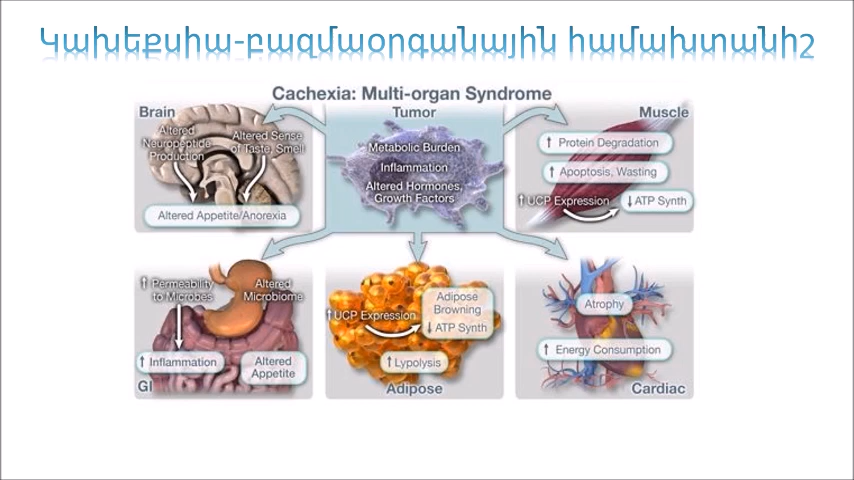 Կախեքսիա-բազմաօրգանային համախտանիշ
Cachexia: Multi-organ Syndrome
Brain
Altered
Neuropeptide
Production
Altered Sense
of Taste, Smell
Altered Appetite/Anorexia
Tumor
Metabolic Burden
Inflammation
Altered Hormones,
Growth Factors
Muscle
↑ Protein Degradation
↑ Apoptosis, Wasting
↑ UCP Expression
↓ ATP Synth
↑ Permeability
to Microbes
Altered
Microbiome
↑ Inflammation
Altered
Appetite
GI
↑ UCP Expression
Adipose
Browning
↓ ATP Synth
↑ Lypolysis
Adipose
Atrophy
↑ Energy Consumption
Cardiac